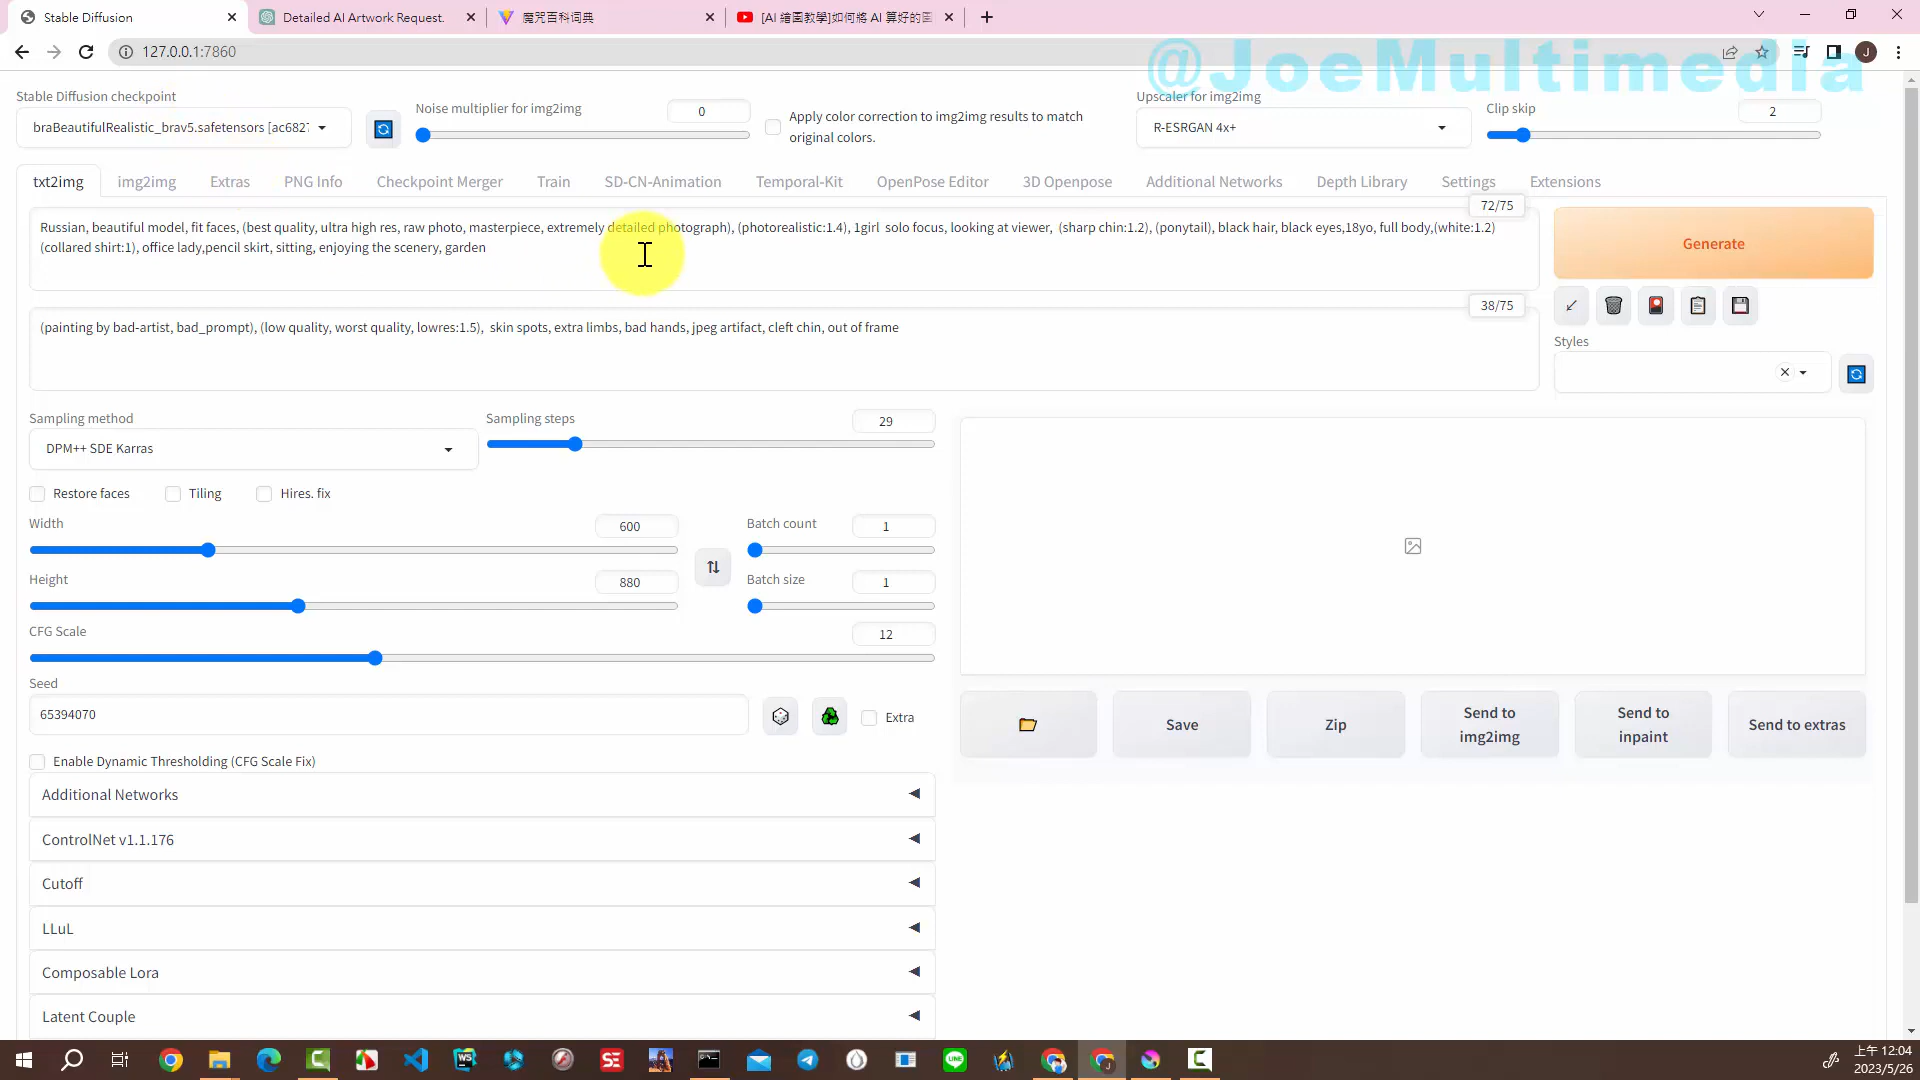 Stable Diffusion
Detailed AI Artwork Request.
魔咒百科词典
[AI 繪圖教學]如何將 AI 算好的圖
127.0.0.1:7860
@JoeMultimedia
J
Stable Diffusion checkpoint
braBeautifulRealistic_brav5.safetensors [ac682
Noise multiplier for img2img
0
Apply color correction to img2img results to match
original colors.
Upscaler for img2img
R-ESRGAN 4x+
Clip skip
2
txt2img
img2img
Extras
PNG Info
Checkpoint Merger
Train
SD-CN-Animation
Temporal-Kit
OpenPose Editor
3D Openpose
Additional Networks
Depth Library
Settings
Extensions
72/75
Russian, beautiful model, fit faces, (best quality, ultra high res, raw photo, masterpiece, extremely detailed photograph), (photorealistic:1.4), 1girl solo focus, looking at viewer, (sharp chin:1.2), (ponytail), black hair, black eyes,18yo, full body,(white:1.2)
(collared shirt:1), office lady,pencil skirt, sitting, enjoying the scenery, garden
Generate
38/75
(painting by bad-artist, bad_prompt), (low quality, worst quality, lowres:1.5), skin spots, extra limbs, bad hands, jpeg artifact, cleft chin, out of frame
Styles
Sampling method
DPM++ SDE Karras
Sampling steps
29
Restore faces
Tiling
Hires. fix
Width
600
Batch count
1
Height
880
Batch size
1
CFG Scale
12
Seed
65394070
Extra
Save
Zip
Send to
img2img
Send to
inpaint
Send to extras
Enable Dynamic Thresholding (CFG Scale Fix)
Additional Networks
ControlNet v1.1.176
Cutoff
LLuL
Composable Lora
Latent Couple
上午 12:04
2023/5/26